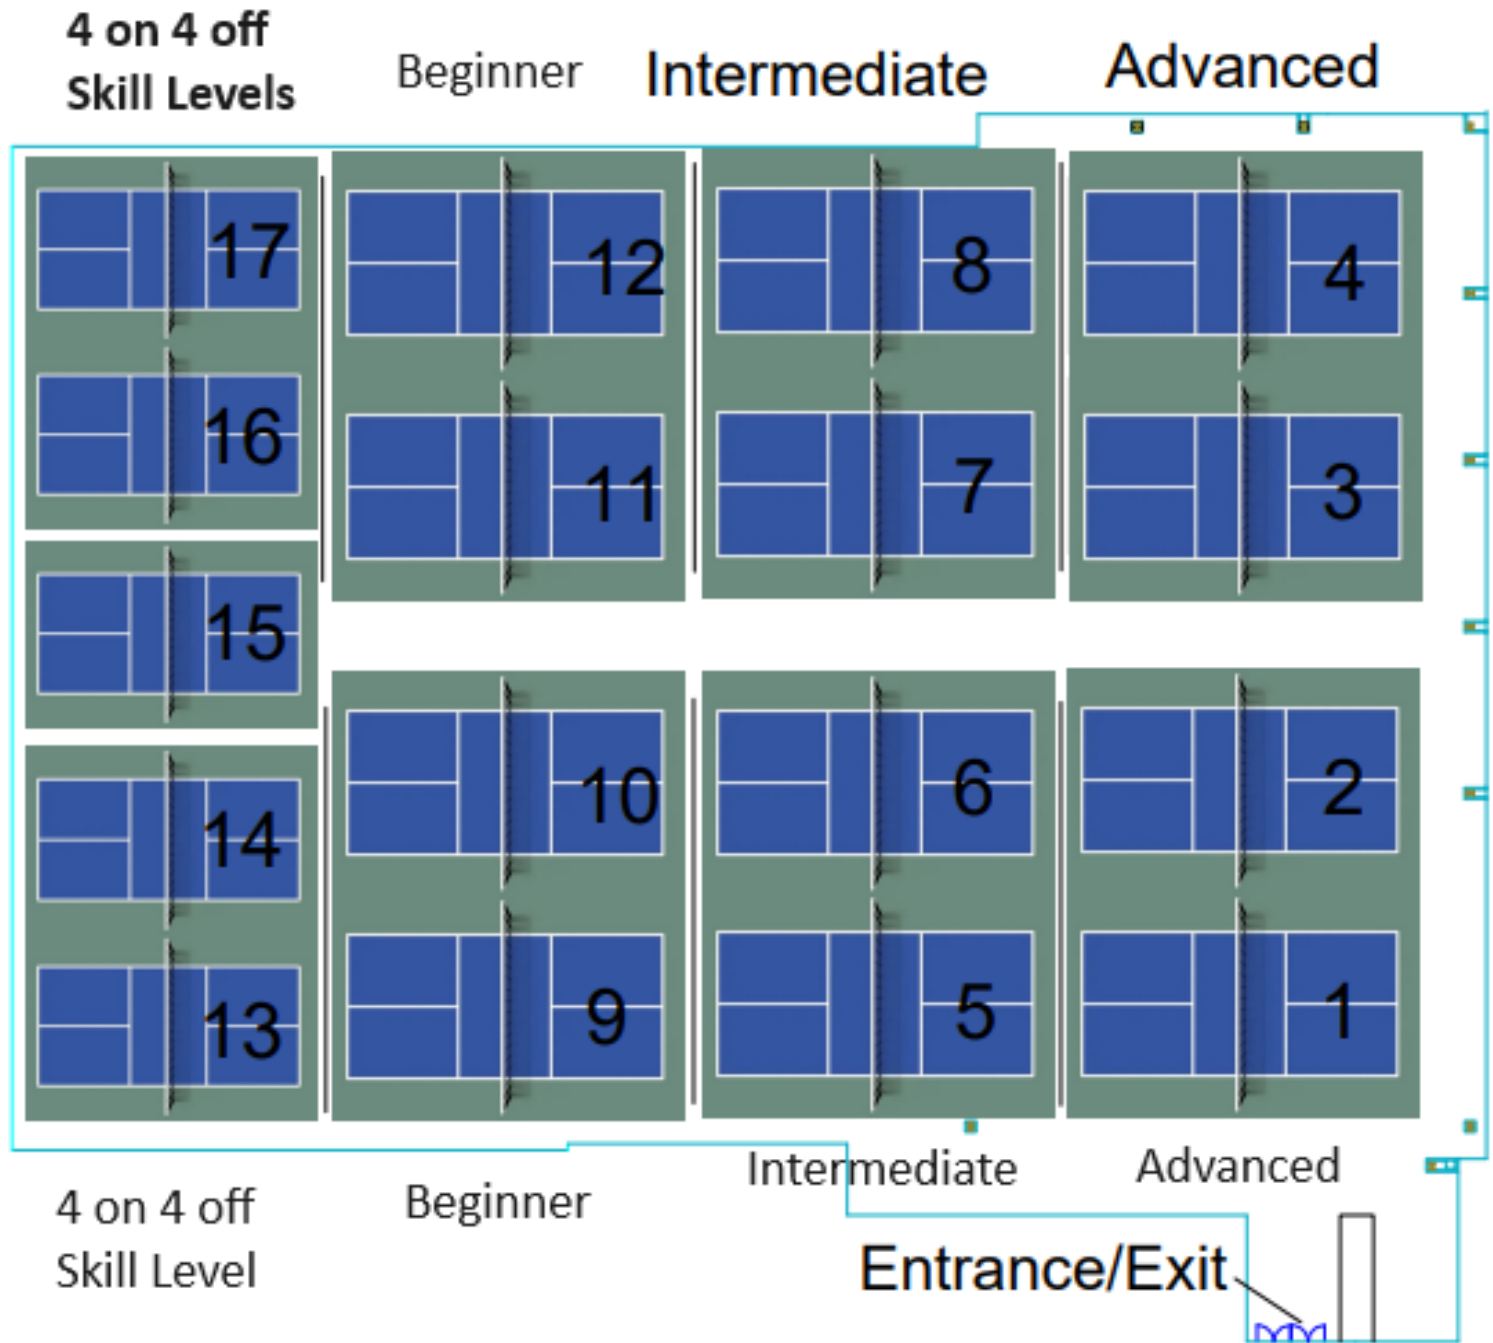 4 on 4 off
Skill Levels
Beginner
Intermediate
Advanced
17
12
8
4
16
11
7
3
15
14
10
6
2
13
9
5
1
4 on 4 off
Skill Level
Beginner
Intermediate
Advanced
Entrance/Exit